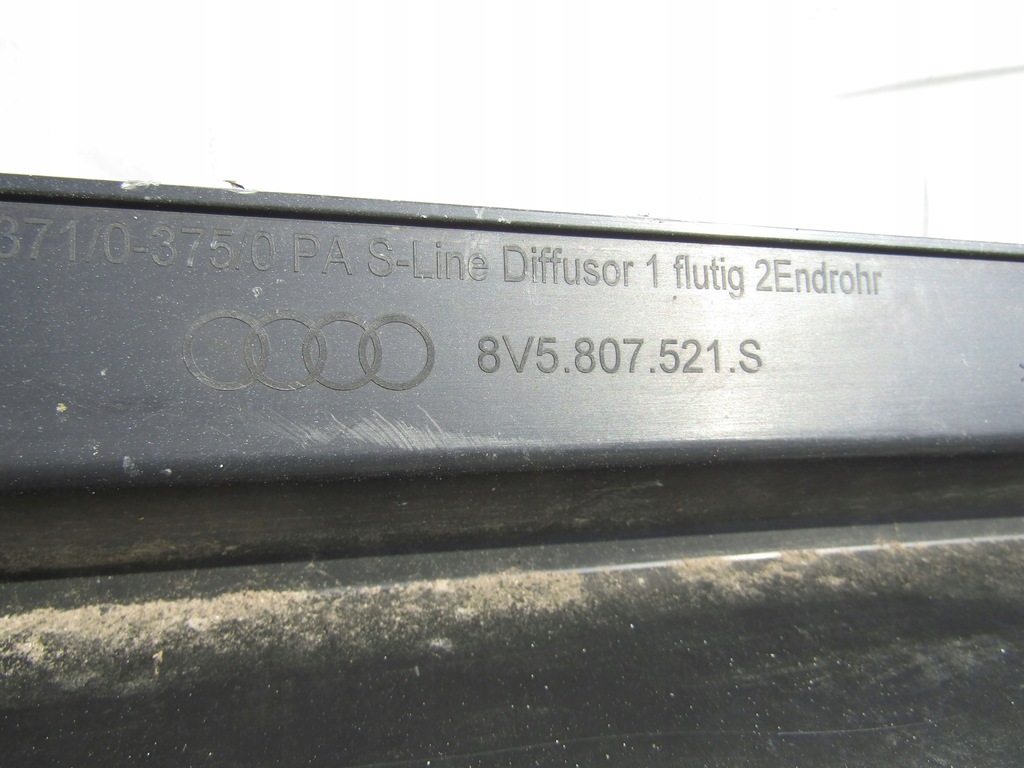 371/0-375/0 PA S-Line Diffusor 1 flutig 2Endrohr
8V5.807.521.S